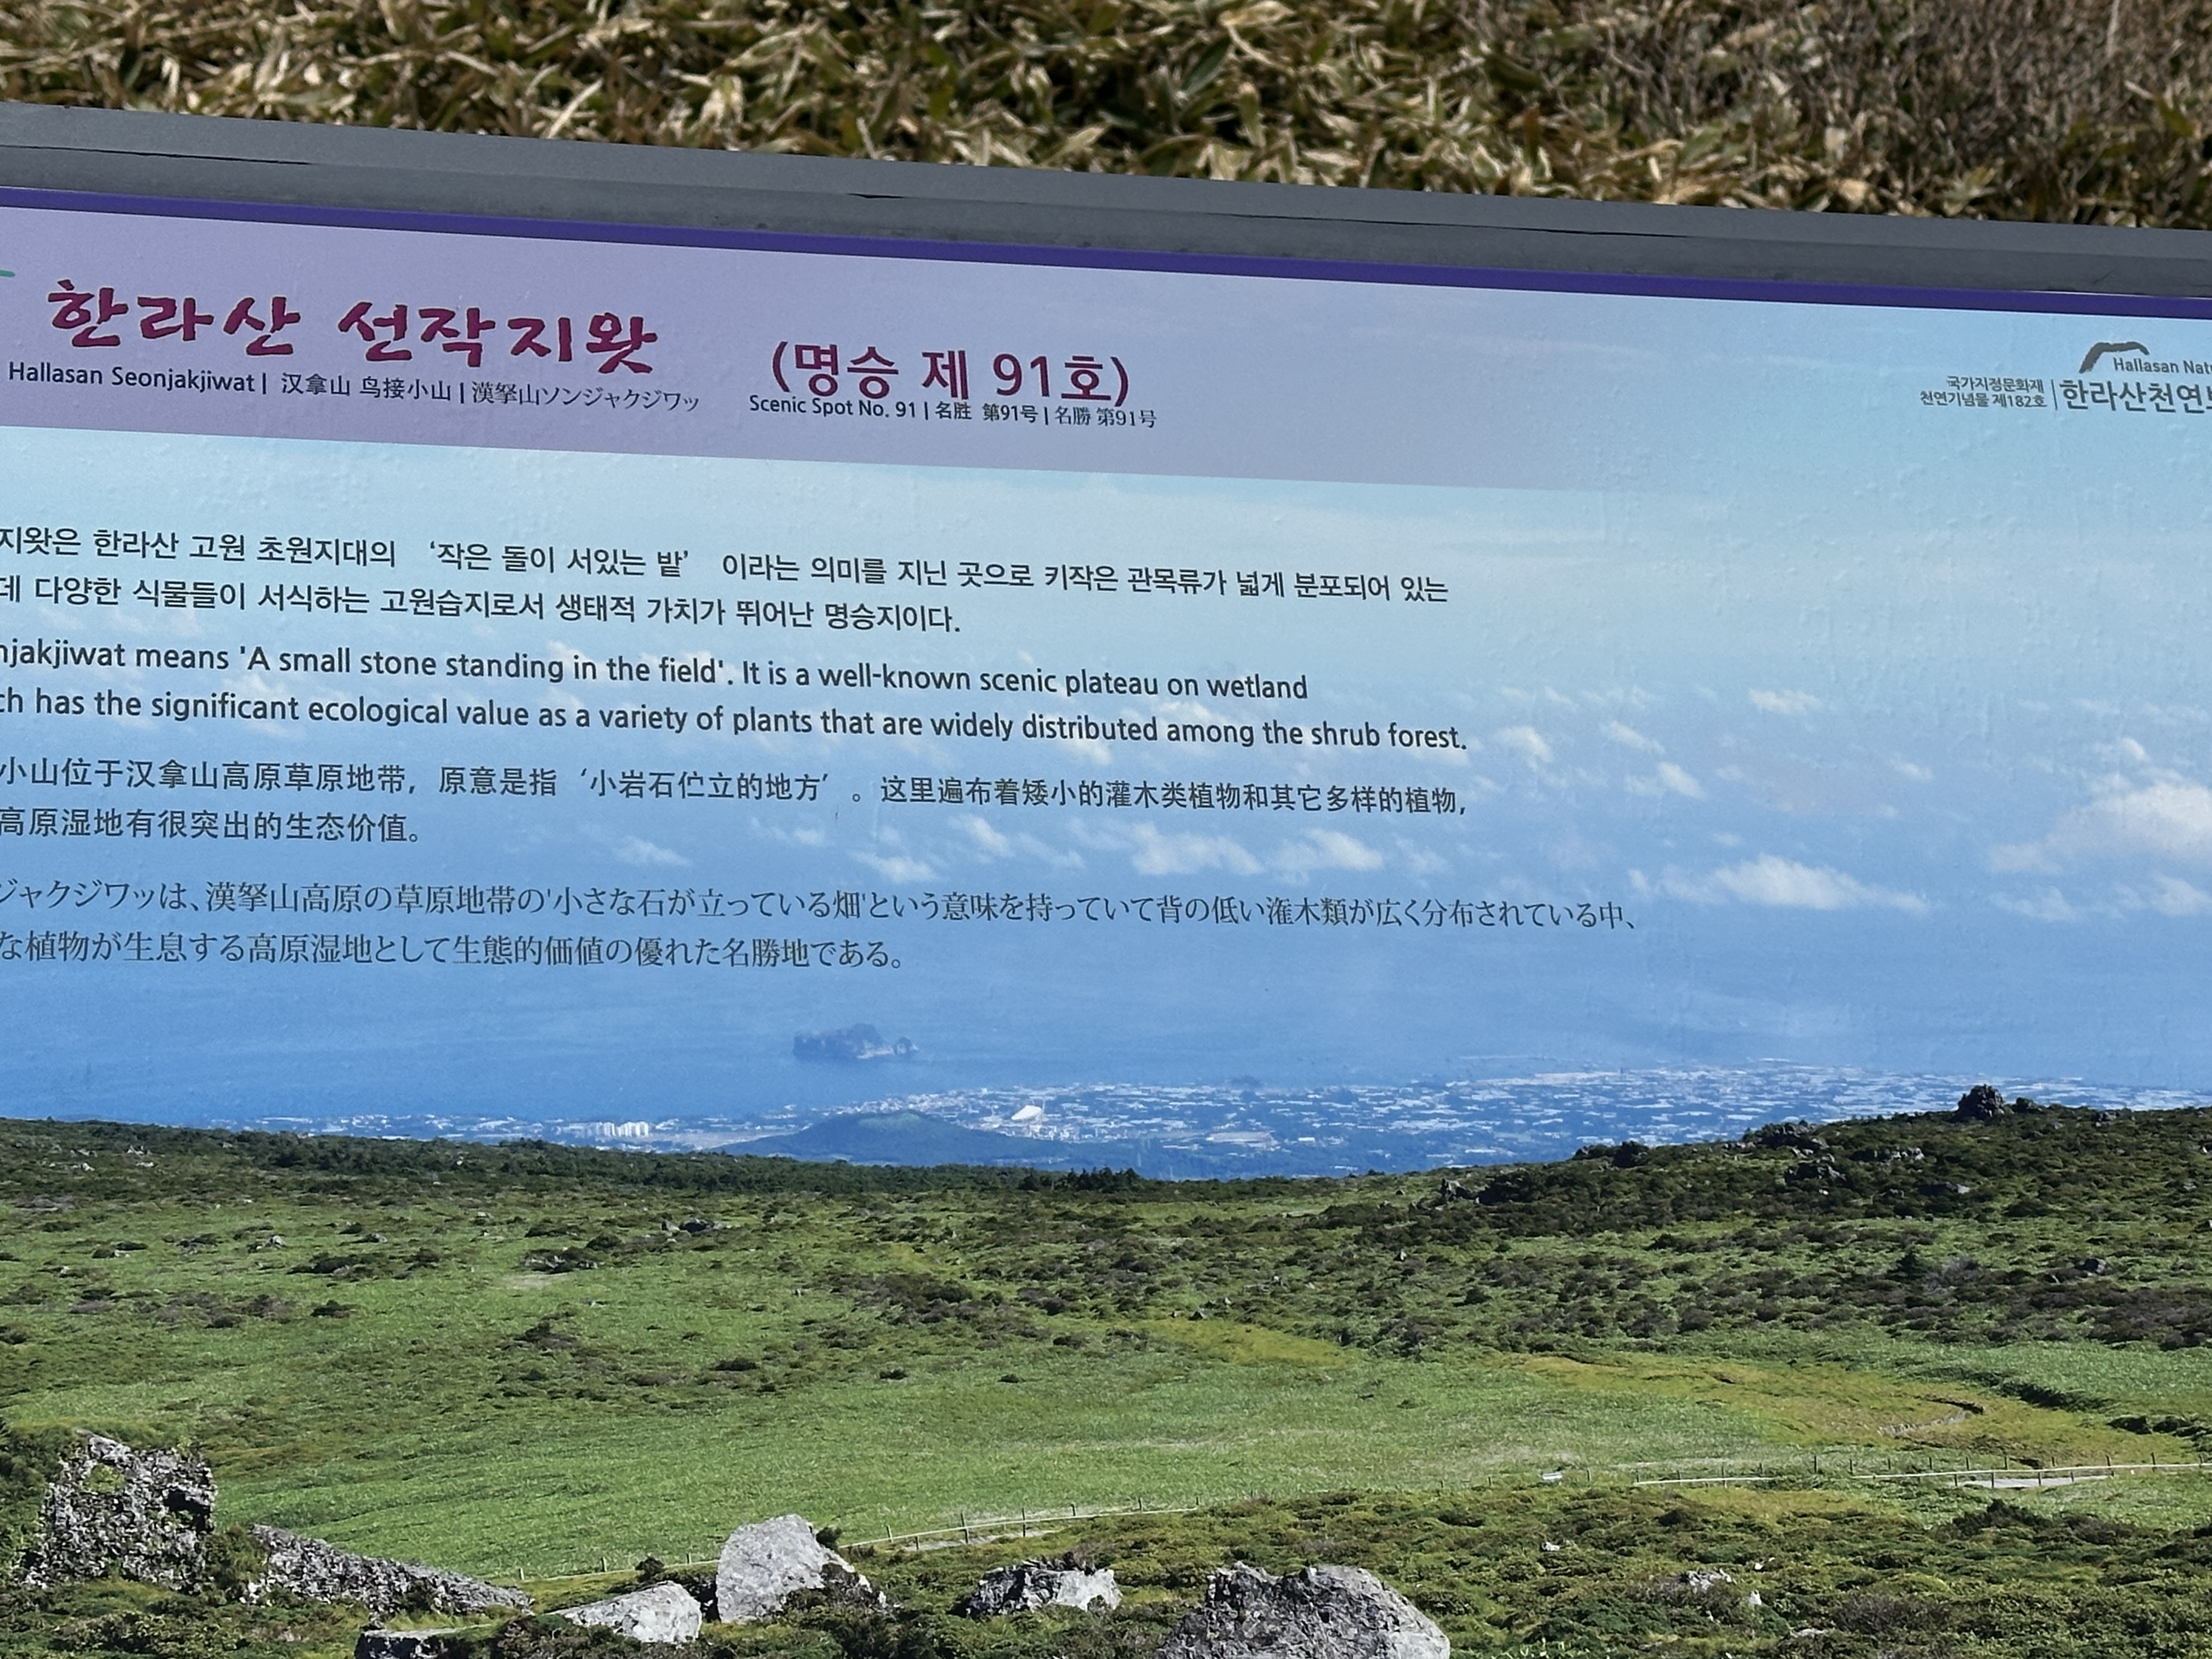 한라산 선작지왓 (명승 제 91호)
Hallasan Seonjakjiwat | 汉拿山 鸟接小山 | 漢拏山ソンジャクジワッ
Scenic Spot No. 91 | 名胜 第91号 | 名勝 第91号
Hallasan
국가지정문화재
천연기념물 제182호
한라산천연
지왓은 한라산 고원 초원지대의 ‘작은 돌이 서있는 밭’ 이라는 의미를 지닌 곳으로 키작은 관목류가 넓게 분포되어 있는
데 다양한 식물들이 서식하는 고원습지로서 생태적 가치가 뛰어난 명승지이다.
njakjiwat means 'A small stone standing in the field'. It is a well-known scenic plateau on wetland
ch has the significant ecological value as a variety of plants that are widely distributed among the shrub forest.
小山位于汉拿山高原草原地带，原意是指‘小岩石伫立的地方’。这里遍布着矮小的灌木类植物和其它多样的植物，
高原湿地有很突出的生态价值。
ジャクジワッは、漢拏山高原の草原地帯の'小さな石が立っている畑'という意味を持っていて背の低い潅木類が広く分布されている中、
な植物が生息する高原湿地として生態的価値の優れた名勝地である。